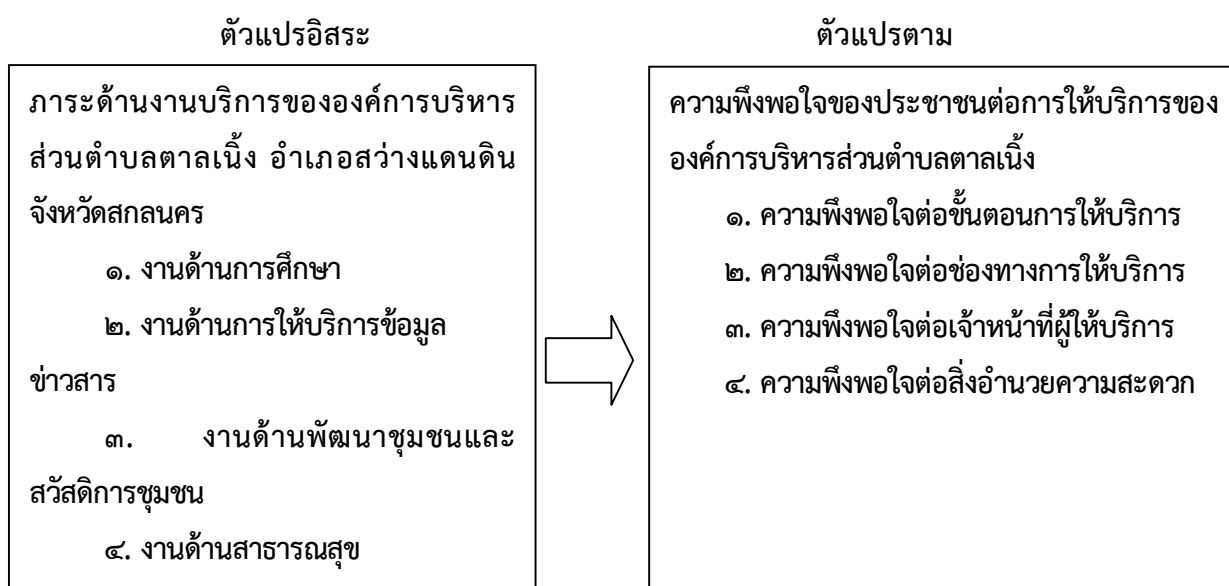 ตัวแปรอิสระ
ภาระด้านงานบริการขององค์การบริหาร
ส่วนตำบลตาลเนิ้ง อำเภอสว่างแดนดิน
จังหวัดสกลนคร
๑. งานด้านการศึกษา
๒. งานด้านการให้บริการข้อมูล
ข่าวสาร
๓. งานด้านพัฒนาชุมชนและ
สวัสดิการชุมชน
๔. งานด้านสาธารณสุข
ตัวแปรตาม
ความพึงพอใจของประชาชนต่อการให้บริการของ
องค์การบริหารส่วนตำบลตาลเนิ้ง
๑. ความพึงพอใจต่อขั้นตอนการให้บริการ
๒. ความพึงพอใจต่อช่องทางการให้บริการ
๓. ความพึงพอใจต่อเจ้าหน้าที่ผู้ให้บริการ
๔. ความพึงพอใจต่อสิ่งอำนวยความสะดวก